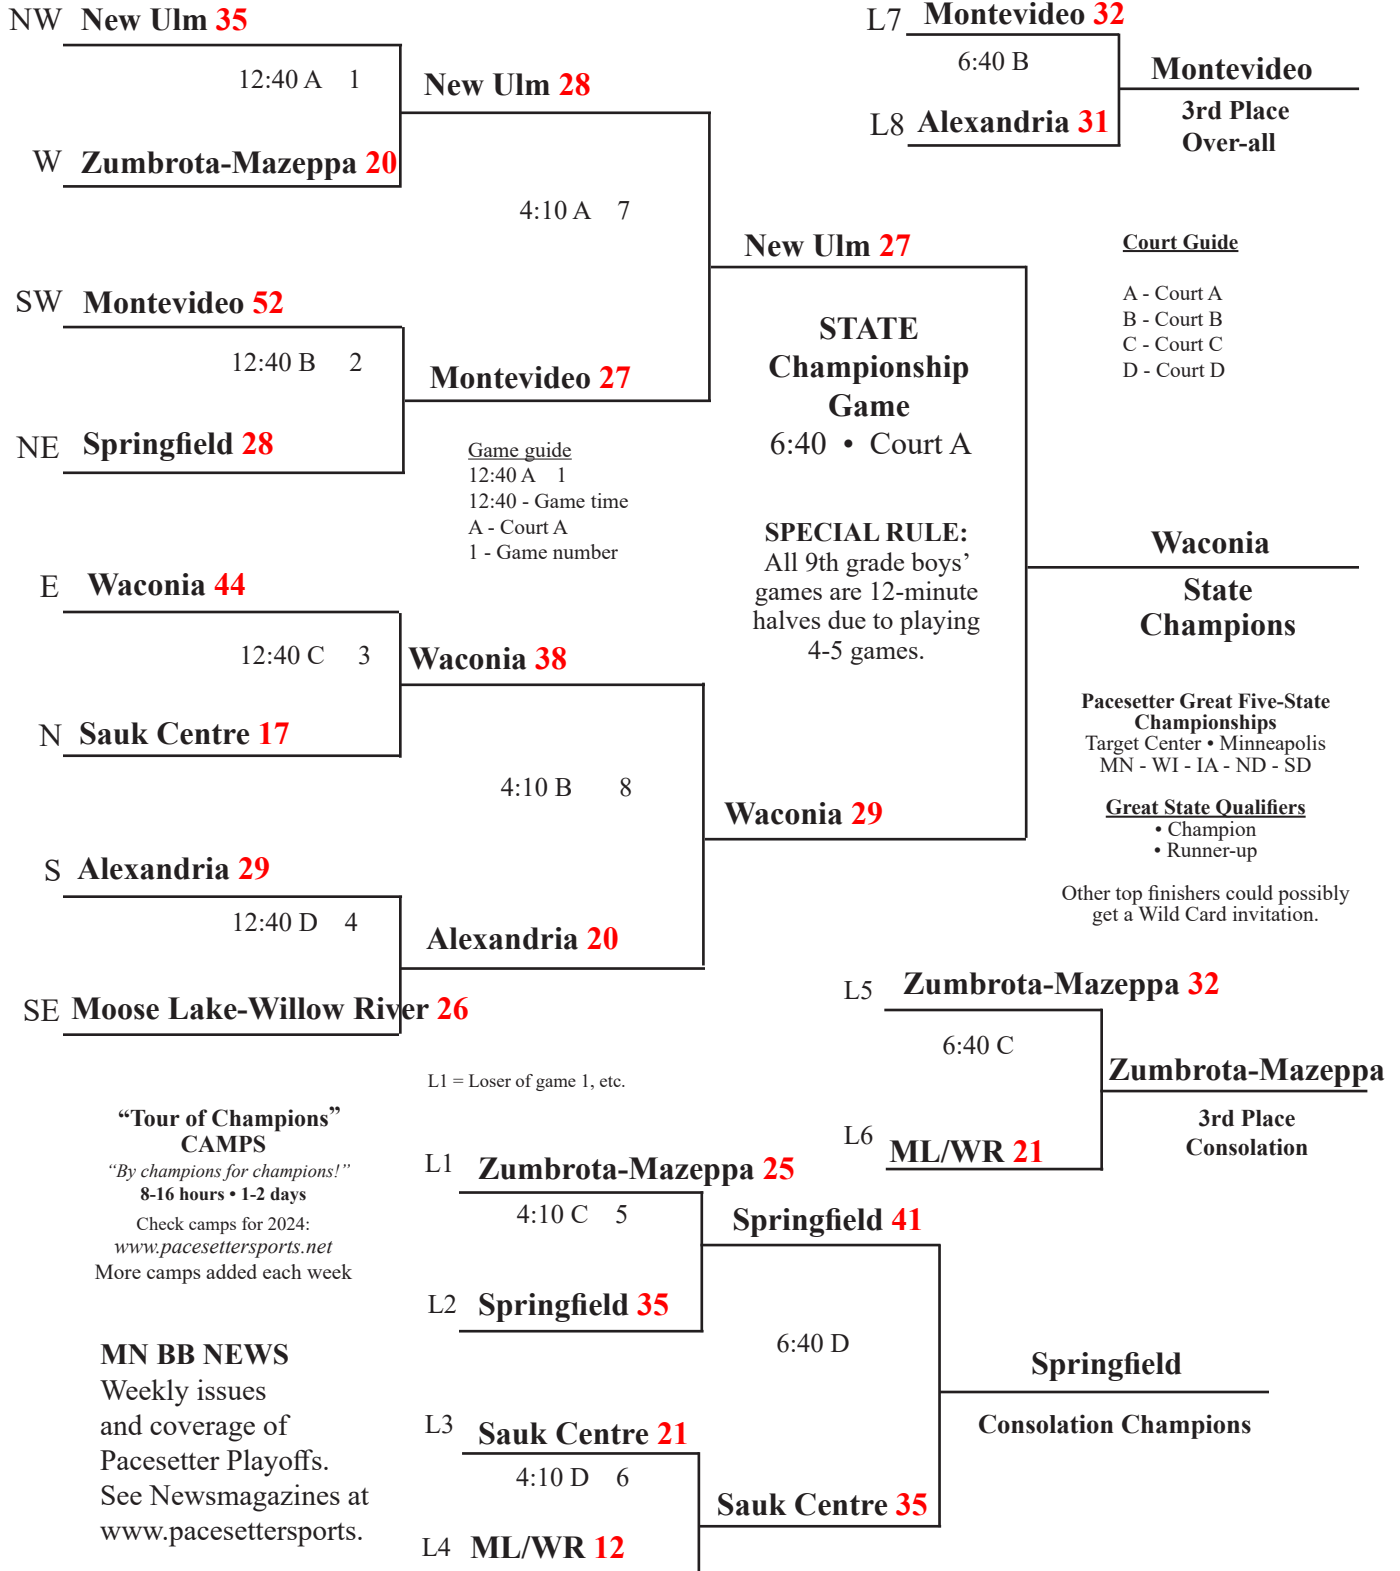 NW New Ulm 35
12:40 A 1
W Zumbrota-Mazeppa 20
New Ulm 28
4:10 A 7
SW Montevideo 52
12:40 B 2
NE Springfield 28
Montevideo 27
Game guide
12:40 A 1
12:40 - Game time
A - Court A
1 - Game number
E Waconia 44
12:40 C 3
N Sauk Centre 17
Waconia 38
4:10 B 8
S Alexandria 29
12:40 D 4
SE Moose Lake-Willow River 26
Alexandria 20
New Ulm 27
STATE
Championship
Game
6:40 • Court A
SPECIAL RULE:
All 9th grade boys’
games are 12-minute
halves due to playing
4-5 games.
Waconia 29
L7 Montevideo 32
6:40 B
L8 Alexandria 31
Montevideo
3rd Place
Over-all
Court Guide
A - Court A
B - Court B
C - Court C
D - Court D
Waconia
State
Champions
Pacesetter Great Five-State
Championships
Target Center • Minneapolis
MN - WI - IA - ND - SD
Great State Qualifiers
• Champion
• Runner-up
Other top finishers could possibly
get a Wild Card invitation.
L5 Zumbrota-Mazeppa 32
6:40 C
L6 ML/WR 21
Zumbrota-Mazeppa
3rd Place
Consolation
L1 = Loser of game 1, etc.
“Tour of Champions”
CAMPS
“By champions for champions!”
8-16 hours • 1-2 days
Check camps for 2024:
www.pacesettersports.net
More camps added each week
MN BB NEWS
Weekly issues
and coverage of
Pacesetter Playoffs.
See Newsmagazines at
www.pacesettersports.
L1 Zumbrota-Mazeppa 25
4:10 C 5
L2 Springfield 35
Springfield 41
6:40 D
L3 Sauk Centre 21
4:10 D 6
L4 ML/WR 12
Sauk Centre 35
Springfield
Consolation Champions